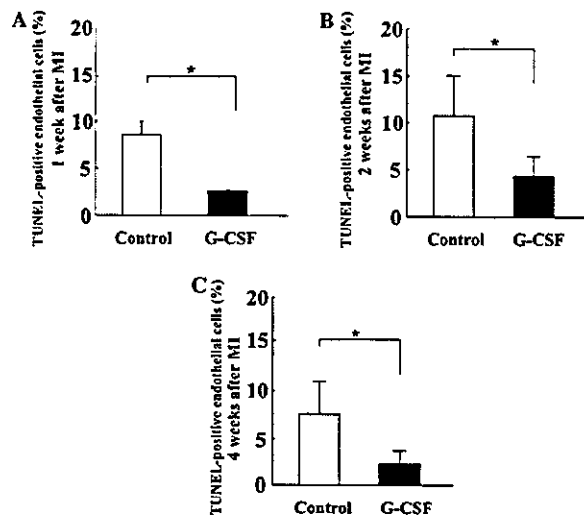 A
TUNEL-positive endothelial cells (%)
1 week after MI
20
15
10
5
0
*
Control G-CSF
B
TUNEL-positive endothelial cells (%)
2 weeks after MI
20
15
10
5
0
*
Control G-CSF
C
TUNEL-positive endothelial cells (%)
4 weeks after MI
20
15
10
5
0
*
Control G-CSF